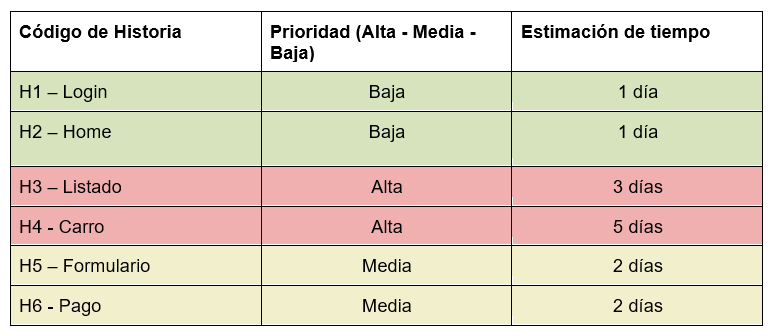 Código de Historia Prioridad (Alta - Media - Baja) Estimación de tiempo
H1 – Login Baja 1 día
H2 – Home Baja 1 día
H3 – Listado Alta 3 días
H4 - Carro Alta 5 días
H5 – Formulario Media 2 días
H6 - Pago Media 2 días